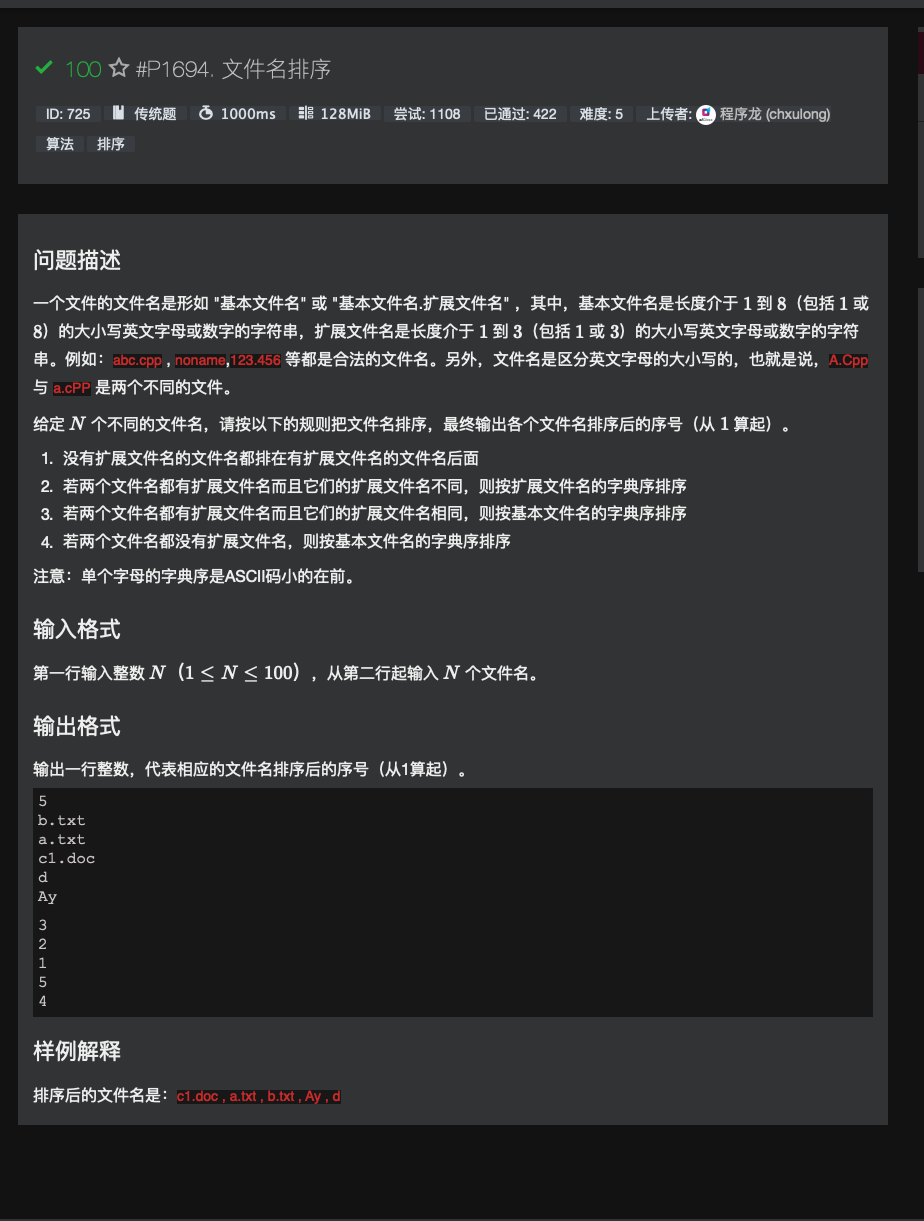 100 #P1694. 文件名排序
ID: 725 传统题 1000ms 128MiB 尝试: 1108 已通过: 422 难度: 5 上传者: 程序龙 (chxulong)
算法 排序
问题描述
一个文件的文件名是形如 "基本文件名" 或 "基本文件名.扩展文件名" ，其中，基本文件名是长度介于 1 到 8（包括 1 或
8）的大小写英文字母或数字的字符串，扩展文件名是长度介于 1 到 3（包括 1 或 3）的大小写英文字母或数字的字符
串。例如：abc.cpp , noname,123.456 等都是合法的文件名。另外，文件名是区分英文字母的大小写的，也就是说，A.Cpp
与 a.cPP 是两个不同的文件。
给定 N 个不同的文件名，请按以下的规则把文件名排序，最终输出各个文件名排序后的序号（从 1 算起）。
1. 没有扩展文件名的文件名都排在有扩展文件名的文件名后面
2. 若两个文件名都有扩展文件名而且它们的扩展文件名不同，则按扩展文件名的字典序排序
3. 若两个文件名都有扩展文件名而且它们的扩展文件名相同，则按基本文件名的字典序排序
4. 若两个文件名都没有扩展文件名，则按基本文件名的字典序排序
注意：单个字母的字典序是ASCII码小的在前。
输入格式
第一行输入整数 N（1 ≤ N ≤ 100），从第二行起输入 N 个文件名。
输出格式
输出一行整数，代表相应的文件名排序后的序号（从1算起）。
5
b.txt
a.txt
c1.doc
d
Ay
3
2
1
5
4
样例解释
排序后的文件名是：c1.doc , a.txt , b.txt , Ay , d